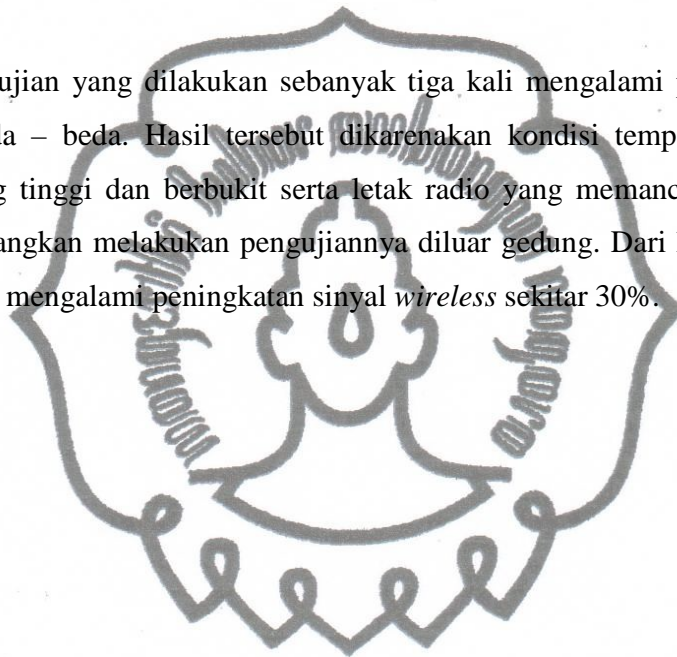 ujian yang dilakukan sebanyak tiga kali mengalami
la – beda. Hasil tersebut dikarenakan kondisi temp
g tinggi dan berbukit serta letak radio yang memanc
angkan melakukan pengujiannya diluar gedung. Dari
mengalami peningkatan sinyal wireless sekitar 30%.